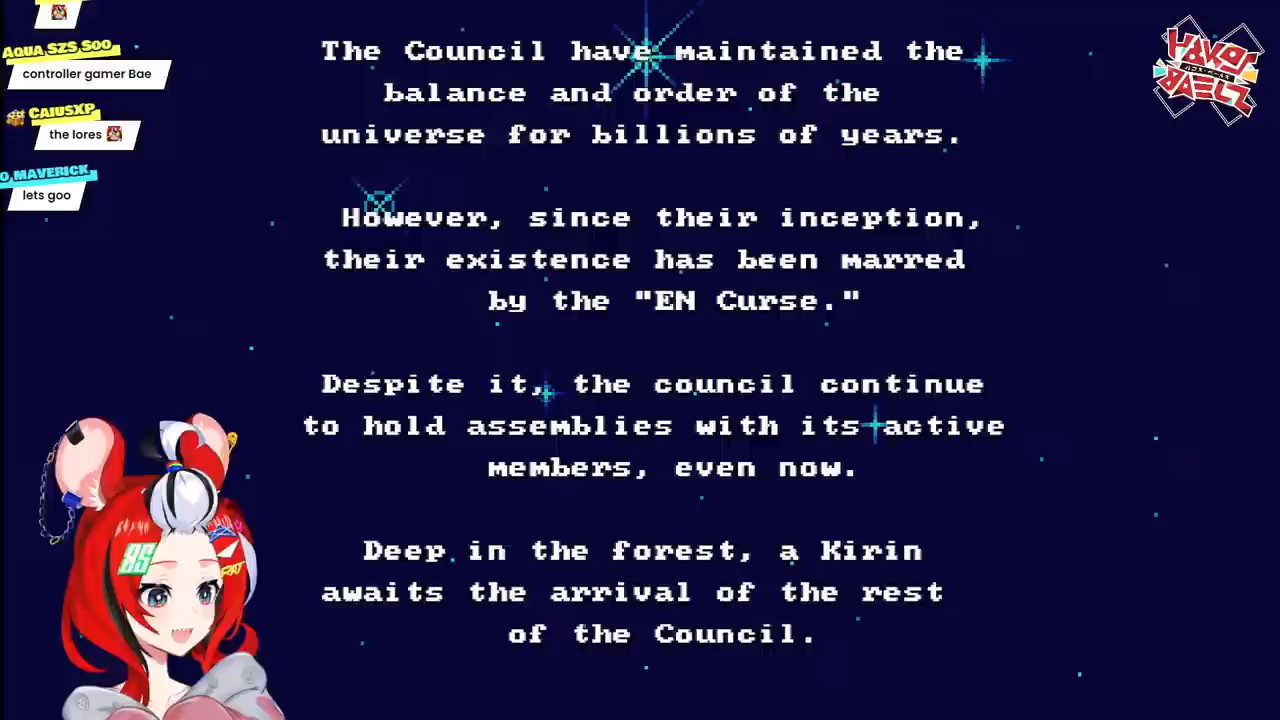 The Council have maintained the
balance and order of the
universe for billions of years.
However, since their inception,
their existence has been marred
by the "EN Curse."
Despite it, the council continue
to hold assemblies with its active
members, even now.
Deep in the forest, a Kirin
awaits the arrival of the rest
of the Council.
AQUA SZS SOO
controller gamer Bae
CAIUSXP
the lores
O MAVERICK
lets goo
HAKOS
BAELZ